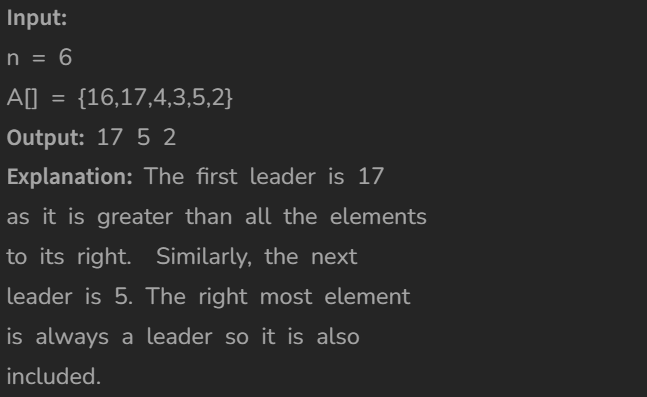 Input:
n = 6
A[] = {16,17,4,3,5,2}
Output: 17 5 2
Explanation: The first leader is 17
as it is greater than all the elements
to its right. Similarly, the next
leader is 5. The right most element
is always a leader so it is also
included.